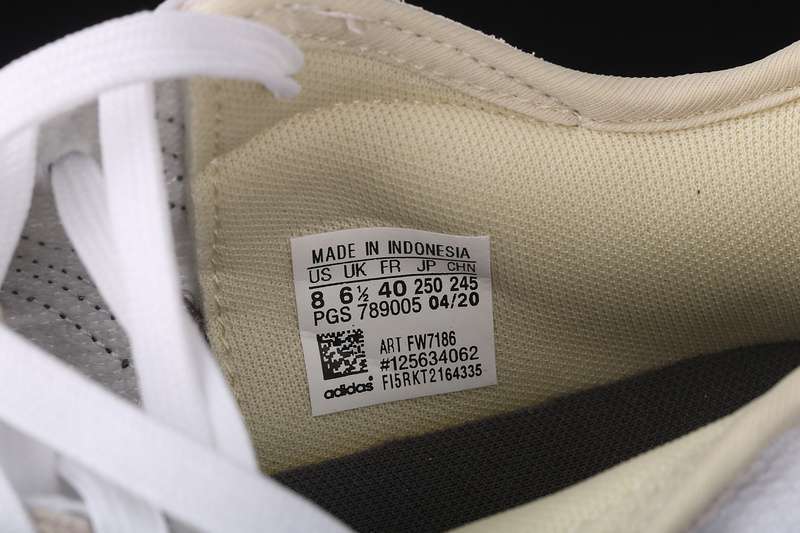 MADE IN INDONESIA
US UK FR JP CHN
8 6½ 40 250 245
PGS 789005 04/20
ART FW7186
#125634062
adidas® FI5RKT2164335